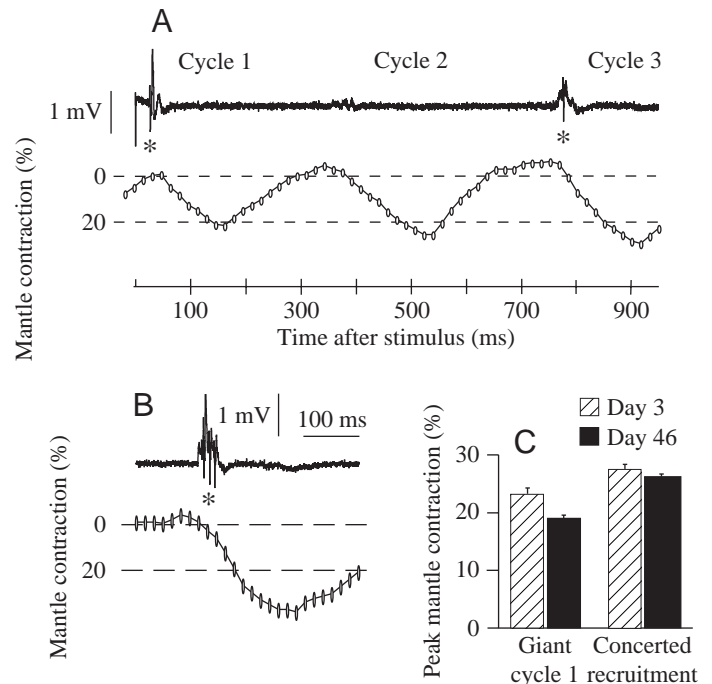 A
Cycle 1 Cycle 2 Cycle 3
1 mV
*
*
Mantle contraction (%)
0
20
100 300 500 700 900
Time after stimulus (ms)
B
1 mV
100 ms
*
Mantle contraction (%)
0
20
C
Day 3
Day 46
Peak mantle contraction (%)
30
20
10
0
Giant cycle 1
Concerted recruitment